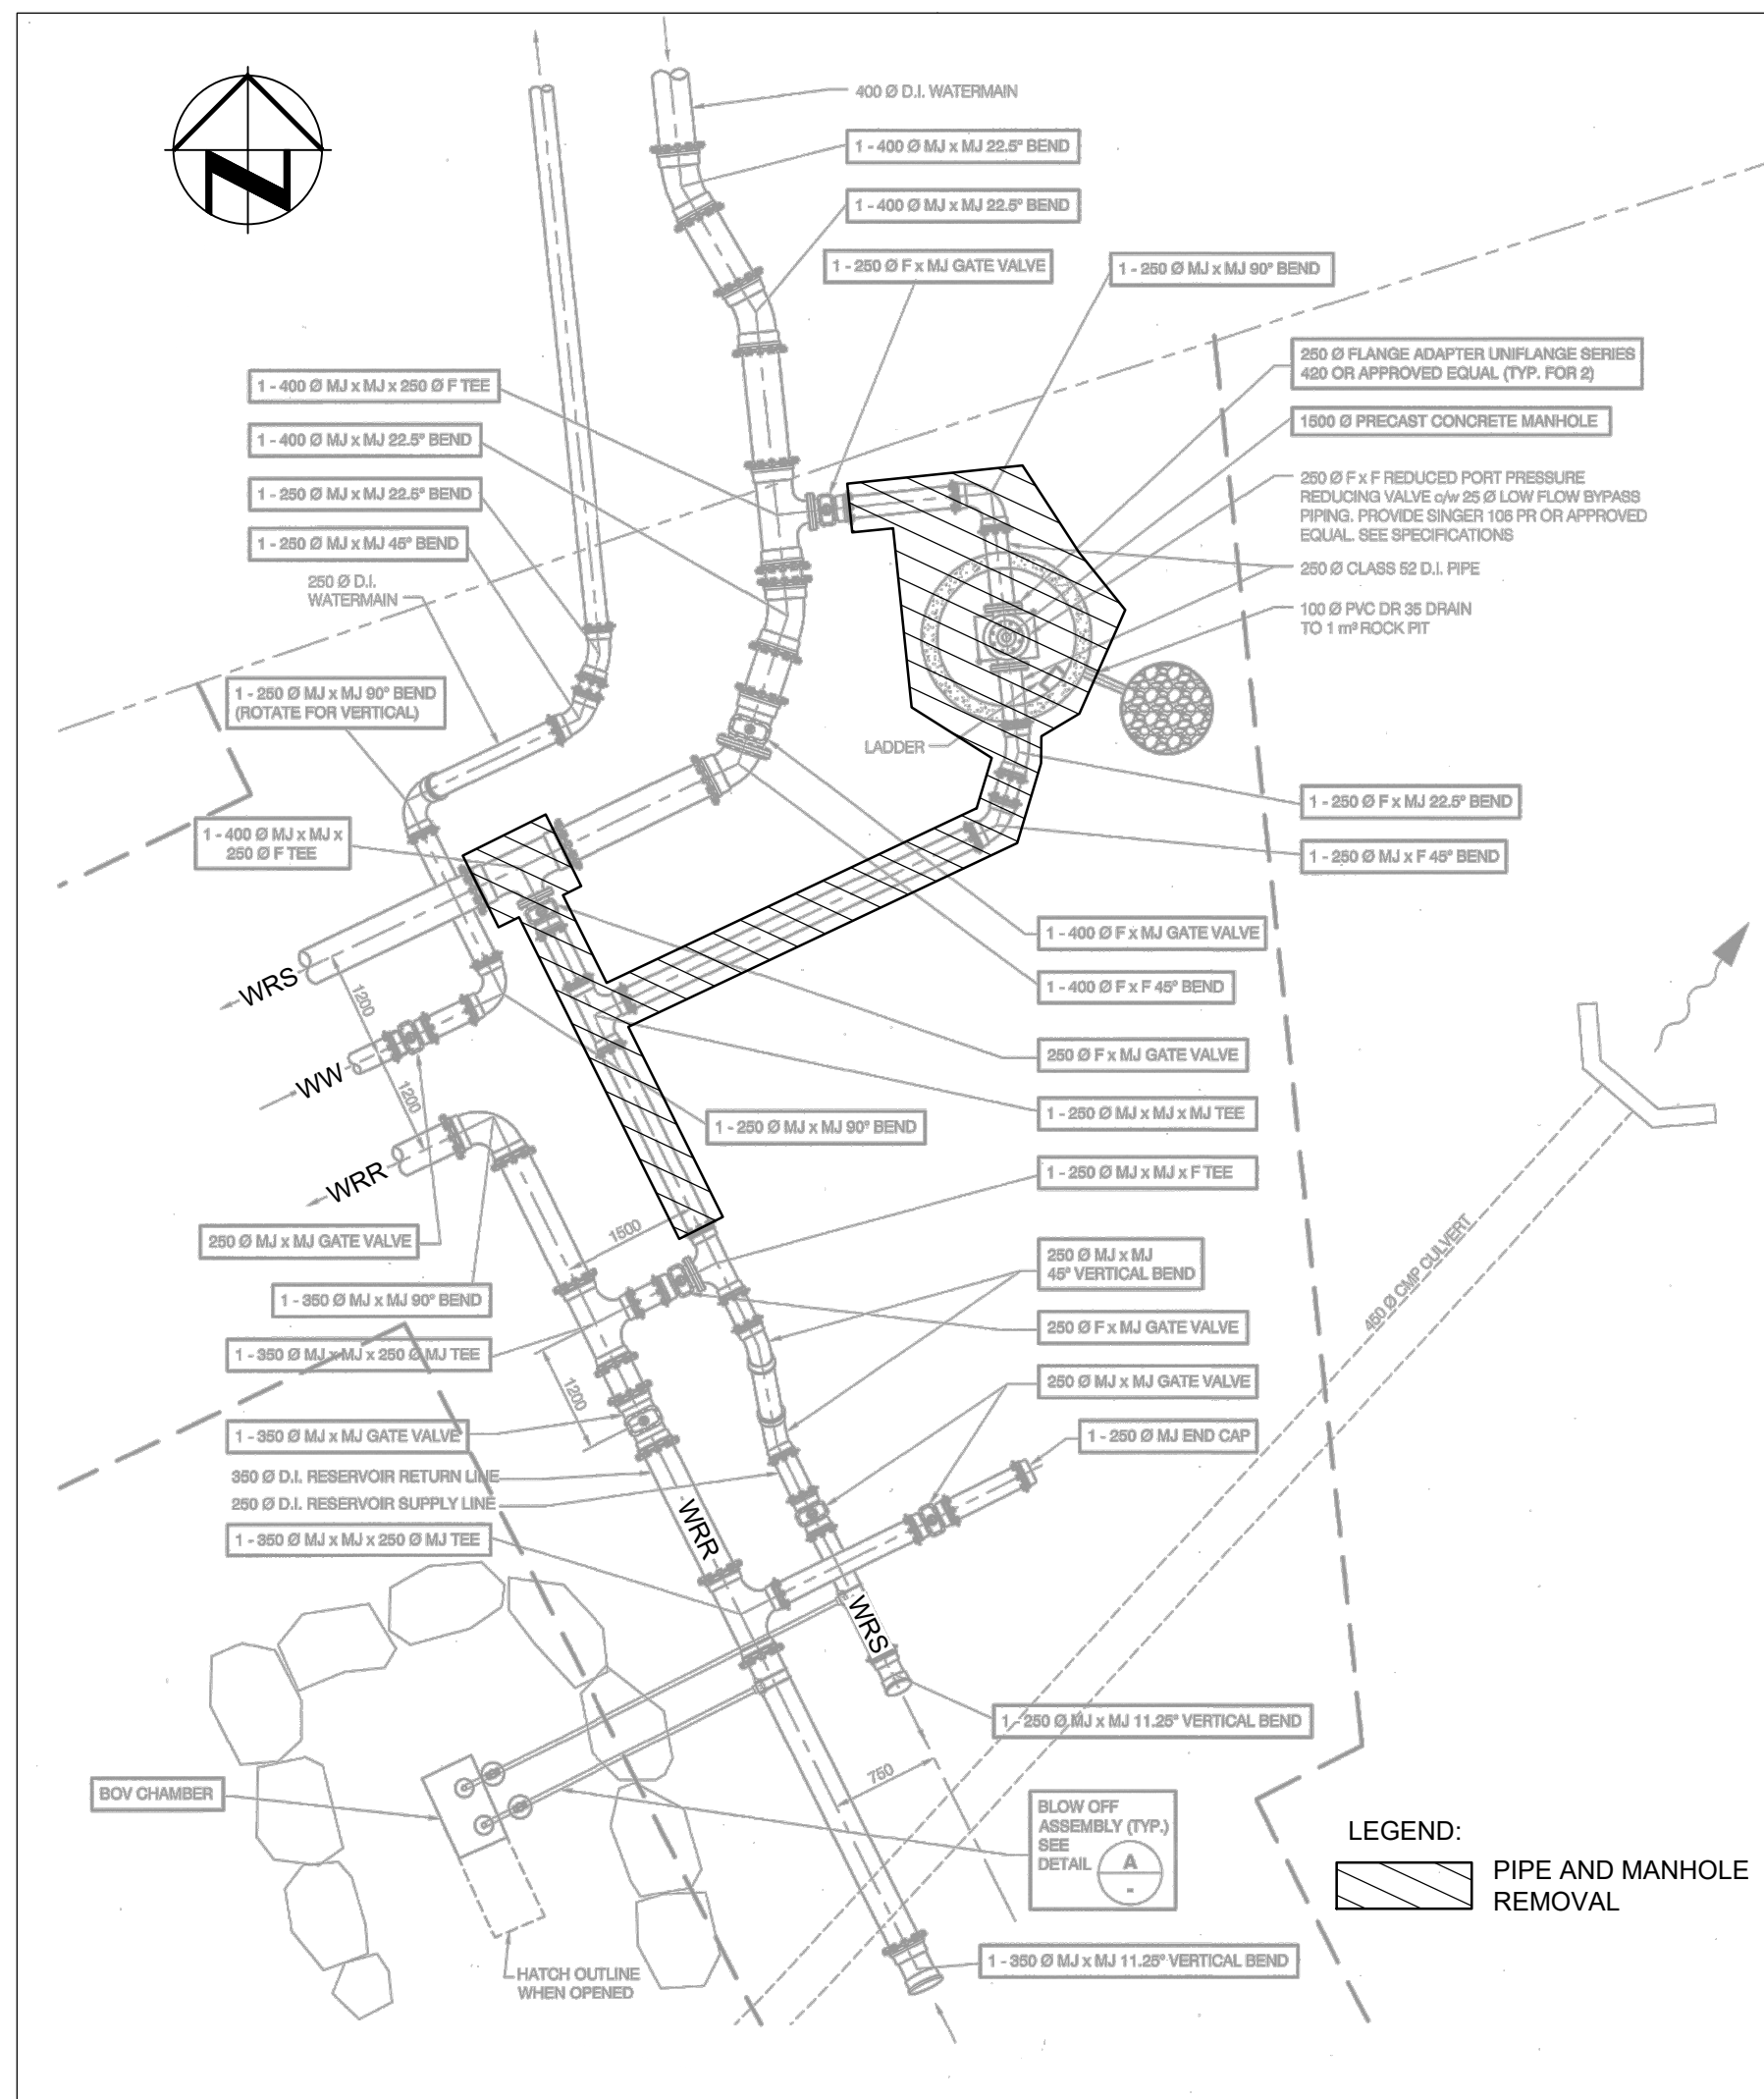 N
400 Ø D.I. WATERMAIN
1 - 400 Ø MJ x MJ 22.5° BEND
1 - 400 Ø MJ x MJ 22.5° BEND
1 - 250 Ø F x MJ GATE VALVE
1 - 250 Ø MJ x MJ 90° BEND
250 Ø FLANGE ADAPTER UNIFLANGE SERIES
420 OR APPROVED EQUAL (TYP. FOR 2)
1500 Ø PRECAST CONCRETE MANHOLE
250 Ø F x F REDUCED PORT PRESSURE
REDUCING VALVE c/w 25 Ø LOW FLOW BYPASS
PIPING. PROVIDE SINGER 106 PR OR APPROVED
EQUAL. SEE SPECIFICATIONS
250 Ø CLASS 52 D.I. PIPE
100 Ø PVC DR 35 DRAIN
TO 1 m³ ROCK PIT
1 - 400 Ø MJ x MJ x 250 Ø F TEE
1 - 400 Ø MJ x MJ 22.5° BEND
1 - 250 Ø MJ x MJ 22.5° BEND
1 - 250 Ø MJ x MJ 45° BEND
250 Ø D.I.
WATERMAIN
1 - 250 Ø MJ x MJ 90° BEND
(ROTATE FOR VERTICAL)
LADDER
1 - 400 Ø MJ x MJ x
250 Ø F TEE
1 - 250 Ø F x MJ 22.5° BEND
1 - 250 Ø MJ x F 45° BEND
1 - 400 Ø F x MJ GATE VALVE
1 - 400 Ø F x F 45° BEND
250 Ø F x MJ GATE VALVE
1 - 250 Ø MJ x MJ x MJ TEE
1 - 250 Ø MJ x MJ 90° BEND
1 - 250 Ø MJ x MJ x F TEE
WRS
1200
WW
1200
WRR
250 Ø MJ x MJ GATE VALVE
1500
250 Ø MJ x MJ
45° VERTICAL BEND
1 - 350 Ø MJ x MJ 90° BEND
250 Ø F x MJ GATE VALVE
1 - 350 Ø MJ x MJ x 250 Ø MJ TEE
1200
250 Ø MJ x MJ GATE VALVE
450 Ø CMP CULVERT
1 - 350 Ø MJ x MJ GATE VALVE
1 - 250 Ø MJ END CAP
350 Ø D.I. RESERVOIR RETURN LINE
250 Ø D.I. RESERVOIR SUPPLY LINE
1 - 350 Ø MJ x MJ x 250 Ø MJ TEE
WRR
WRS
1 - 250 Ø MJ x MJ 11.25° VERTICAL BEND
750
BOV CHAMBER
BLOW OFF
ASSEMBLY (TYP.)
SEE
DETAIL
A
-
HATCH OUTLINE
WHEN OPENED
1 - 350 Ø MJ x MJ 11.25° VERTICAL BEND
LEGEND:
PIPE AND MANHOLE
REMOVAL